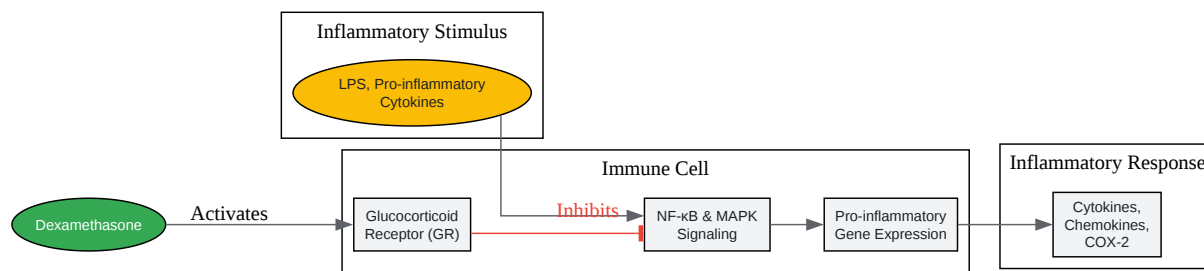 Inflammatory Stimulus
LPS, Pro-inflammatory
Cytokines
Immune Cell
Inflammatory Response
Dexamethasone
Activates
Glucocorticoid
Receptor (GR)
Inhibits
NF-κB & MAPK
Signaling
Pro-inflammatory
Gene Expression
Cytokines,
Chemokines,
COX-2